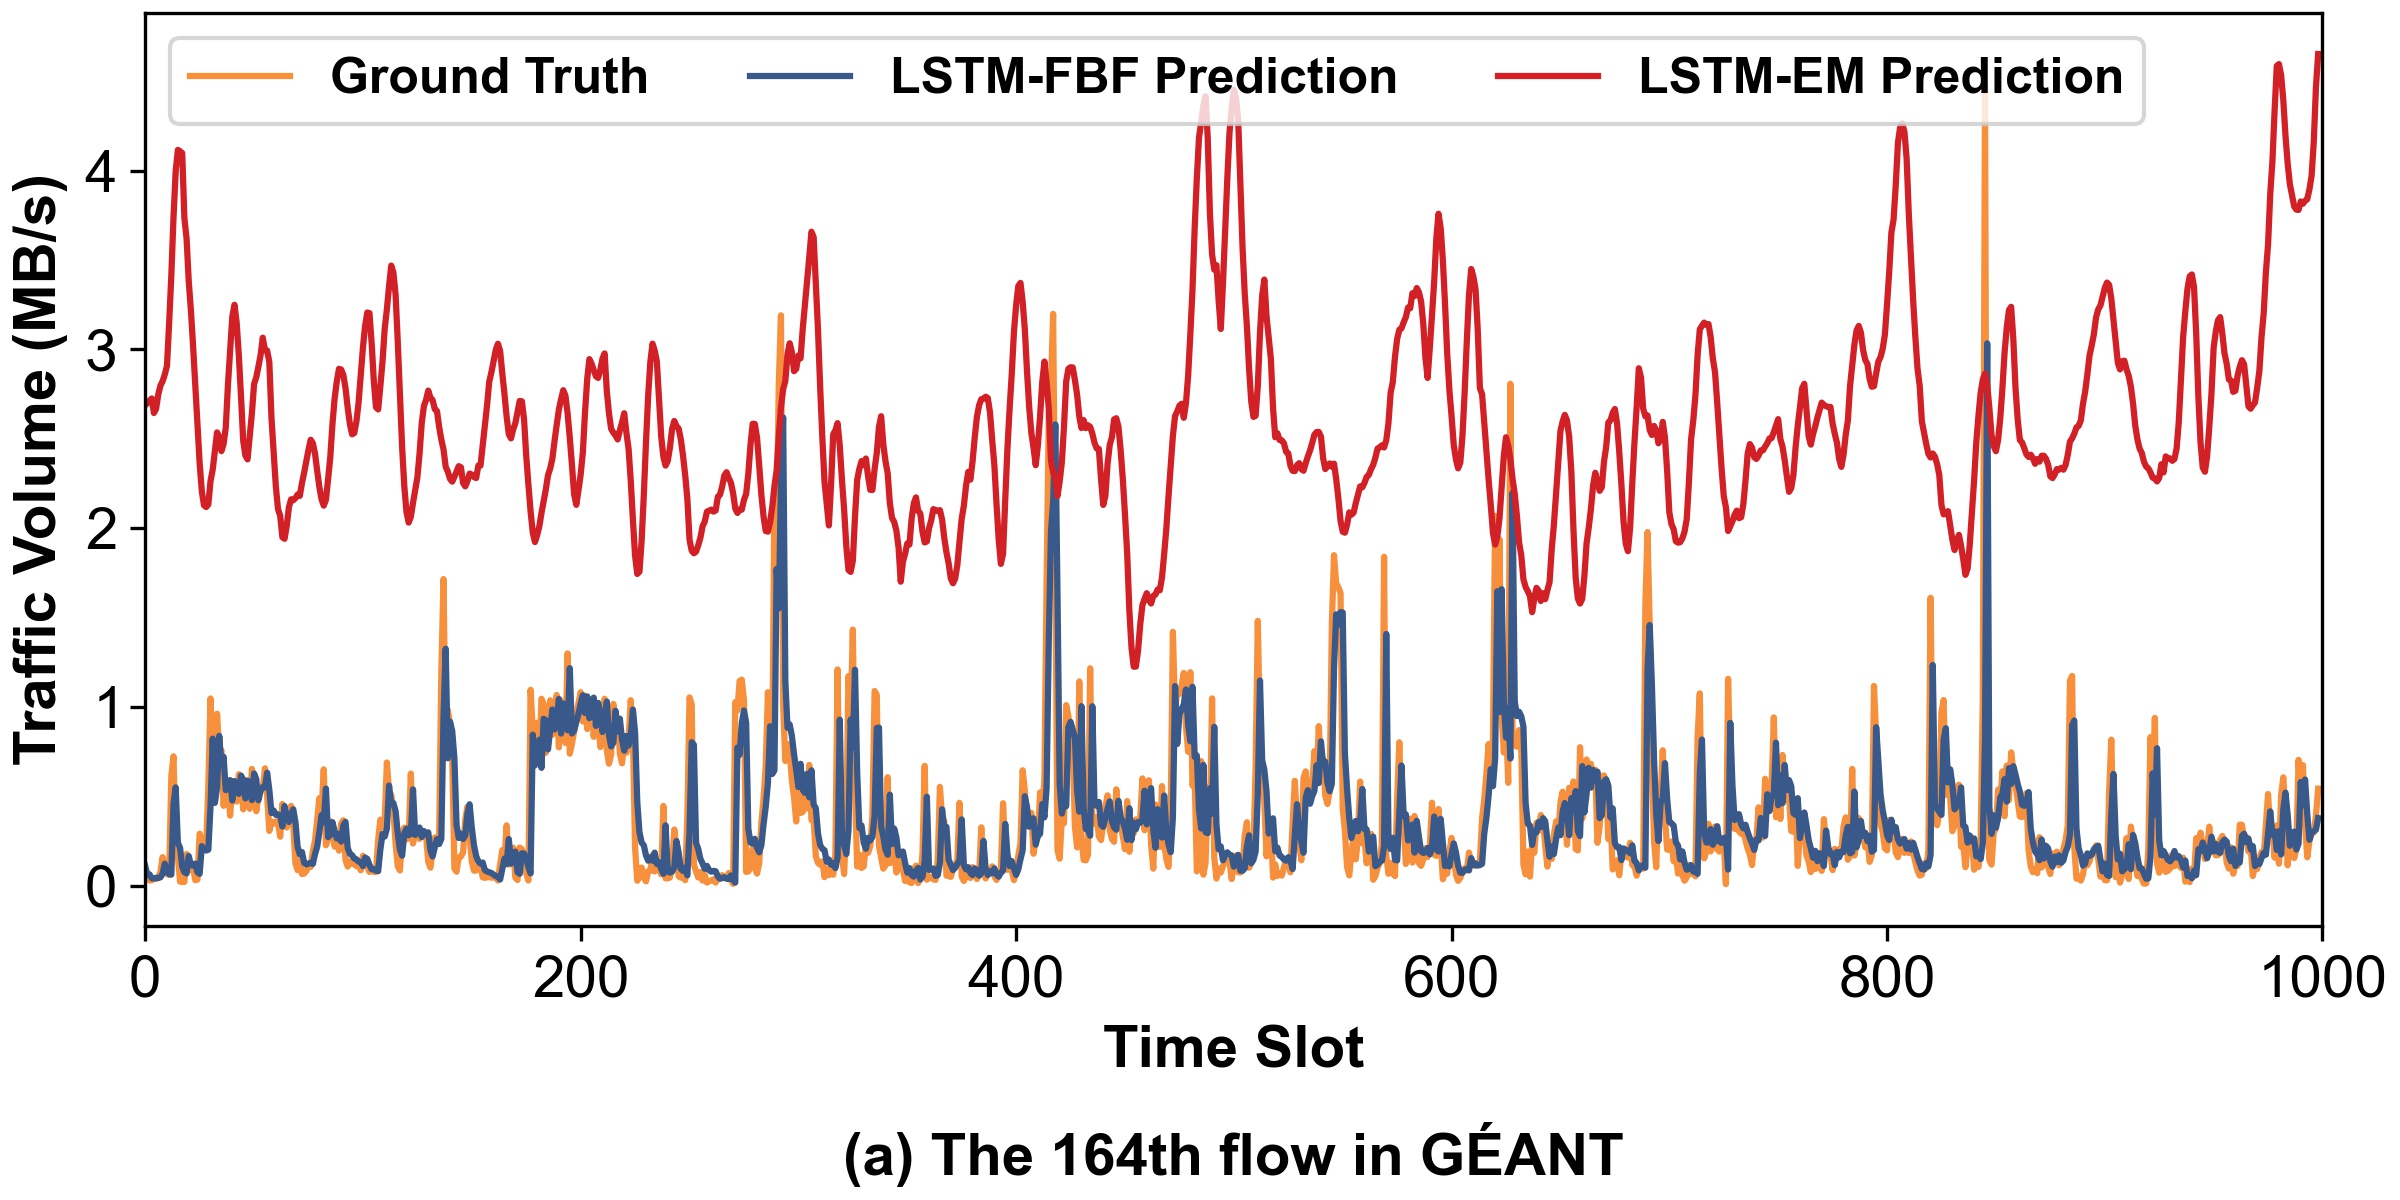 Ground Truth LSTM-FBF Prediction LSTM-EM Prediction
Traffic Volume (MB/s)
4
3
2
1
0
0 200 400 600 800 1000
Time Slot
(a) The 164th flow in GÉANT